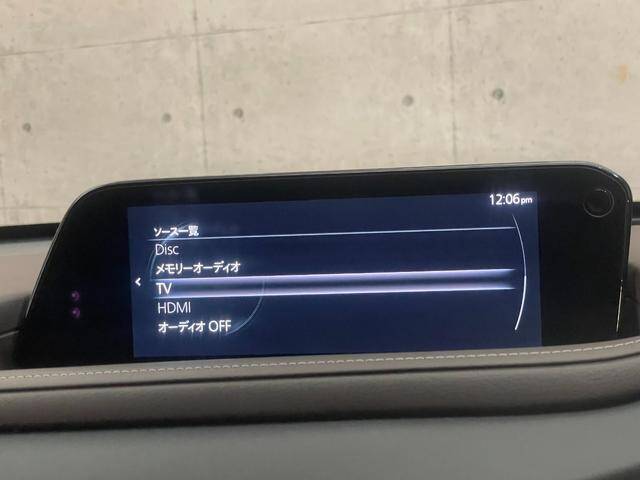 12:06pm
ソース一覧
Disc
メモリーオーディオ
TV
HDMI
オーディオ OFF